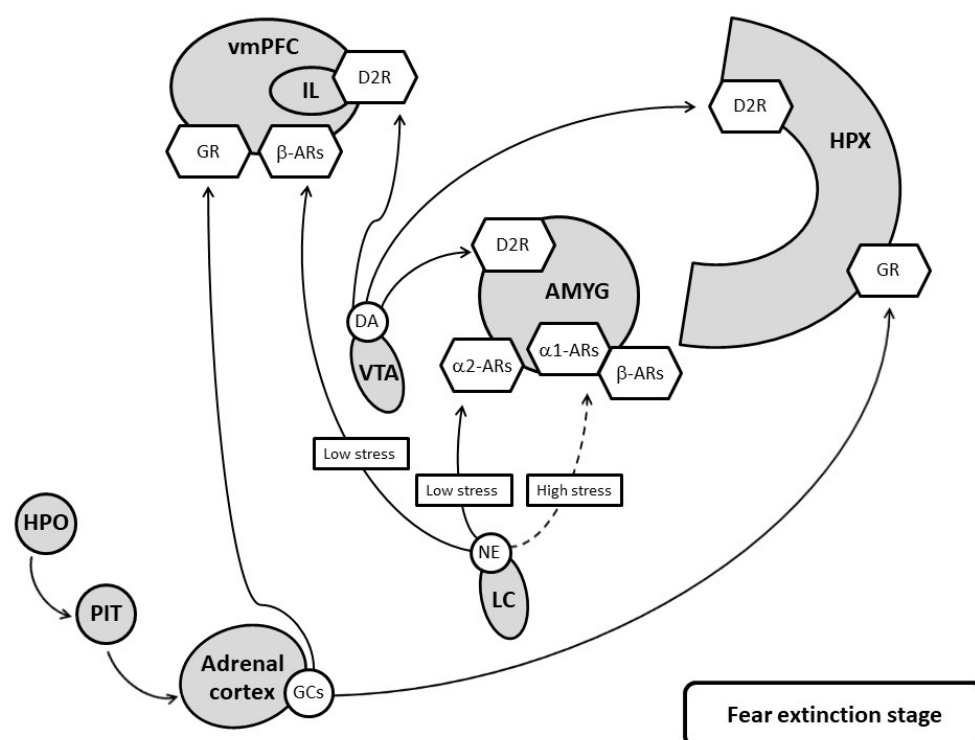 vmPFC
IL
D2R
GR
β-ARs
D2R
HPX
GR
D2R
AMYG
α2-ARs
α1-ARs
β-ARs
DA
VTA
Low stress
Low stress
High stress
NE
LC
HPO
PIT
Adrenal
cortex
GCs
Fear extinction stage